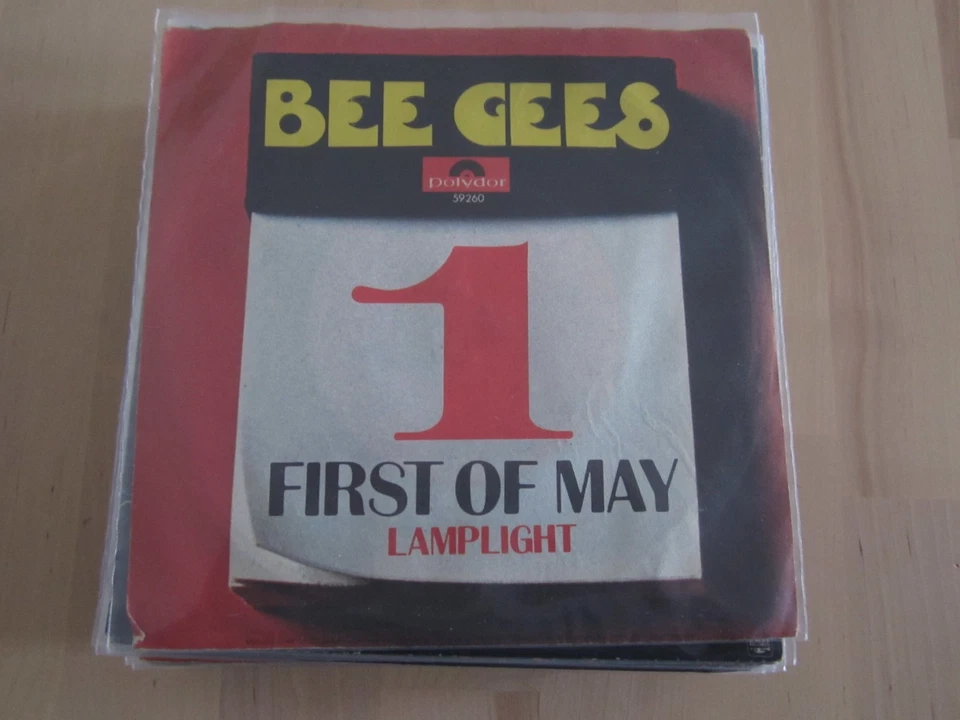 BEE GEES
polydor
59260
1
FIRST OF MAY
LAMPLIGHT